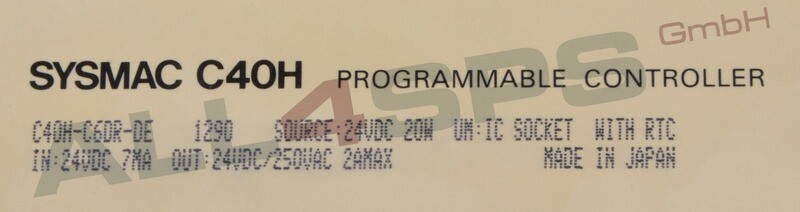 SYSMAC C40H PROGRAMMABLE CONTROLLER
C40H-C6DR-DE 1290 SOURCE:24VDC 20W UM:IC SOCKET WITH RTC
IN:24VDC 7MA OUT:24VDC/250VAC 2AMAX MADE IN JAPAN
ALL4SPS GmbH